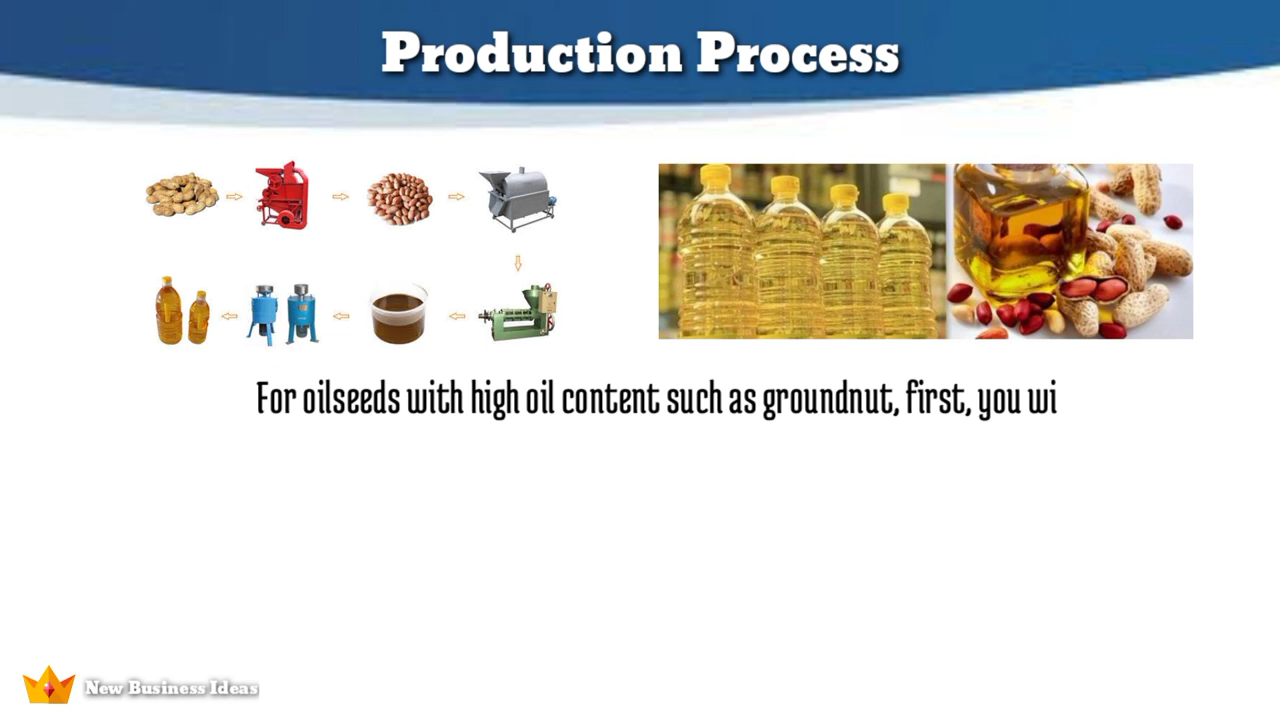 Production Process
For oilseeds with high oil content such as groundnut, first, you wi
New Business Ideas